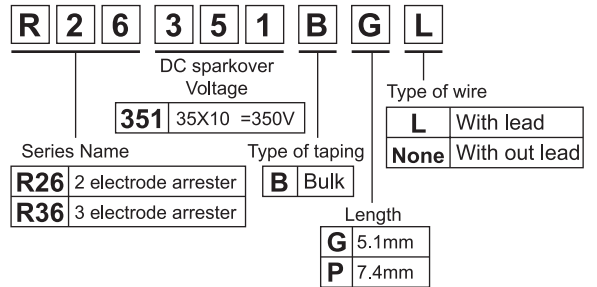 R 2 6 3 5 1 B G L
DC sparkover
Voltage
351 35X10 =350V
Type of wire
L With lead
None With out lead
Series Name
R26 2 electrode arrester
R36 3 electrode arrester
Type of taping
B Bulk
Length
G 5.1mm
P 7.4mm